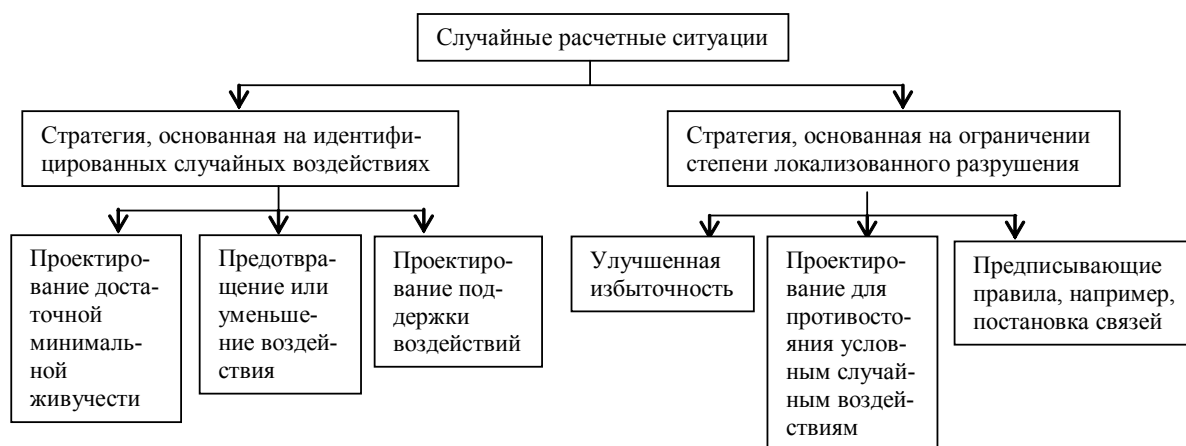 Случайные расчетные ситуации
Стратегия, основанная на идентифи-
цированных случайных воздействиях
Стратегия, основанная на ограничении
степени локализованного разрушения
Проектиро-
вание доста-
точной
минималь-
ной
живучести
Предотвра-
щение или
уменьше-
ние воздей-
ствия
Проектиро-
вание под-
держки
воздействий
Улучшенная
избыточность
Проектиро-
вание для
противосто-
яния услов-
ным случай-
ным воздей-
ствиям
Предписывающие
правила, например,
постановка связей